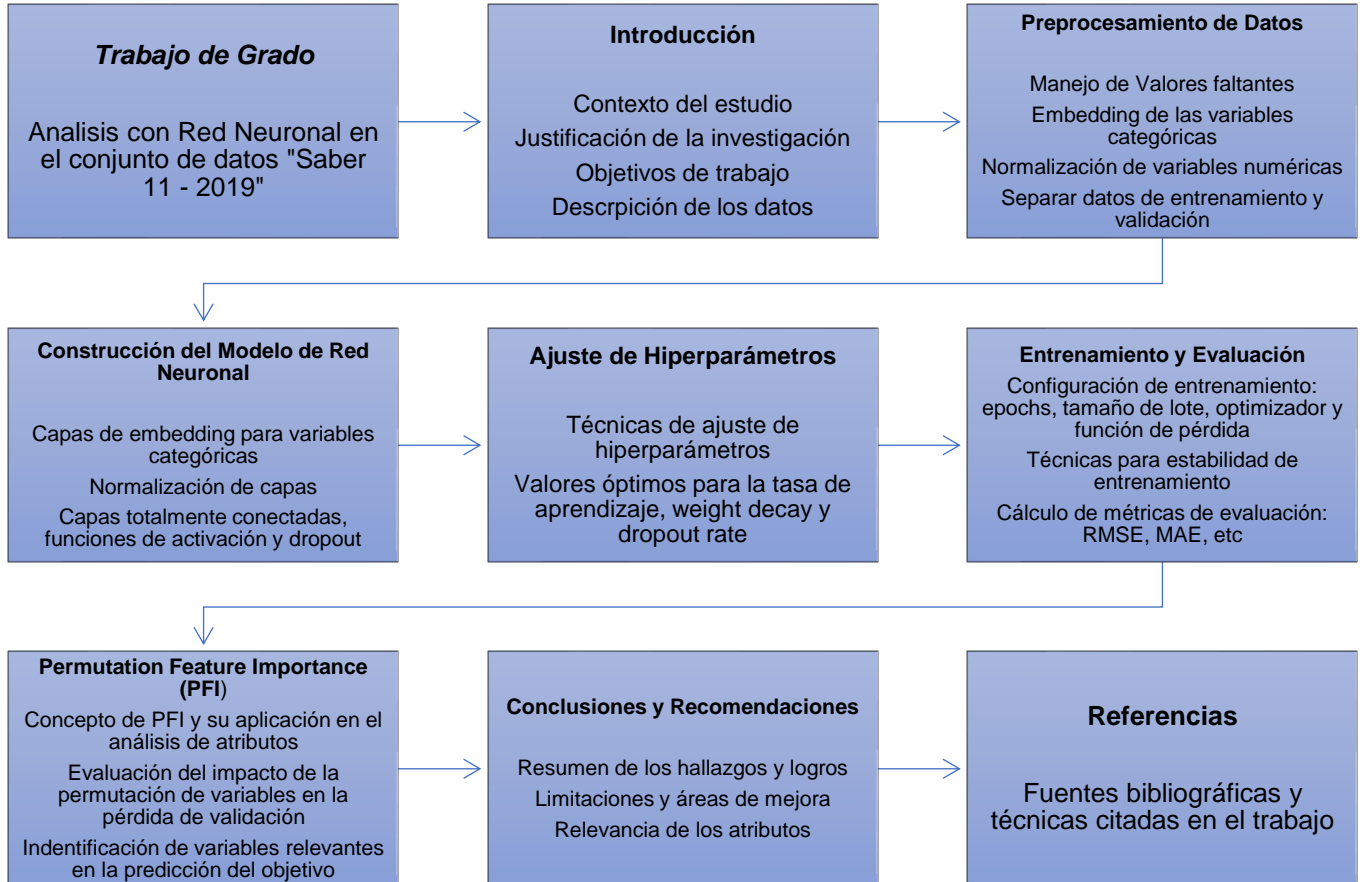 Trabajo de Grado
Analisis con Red Neuronal en
el conjunto de datos "Saber
11 - 2019"
Introducción
Contexto del estudio
Justificación de la investigación
Objetivos de trabajo
Descrpición de los datos
Preprocesamiento de Datos
Manejo de Valores faltantes
Embedding de las variables
categóricas
Normalización de variables numéricas
Separar datos de entrenamiento y
validación
Construcción del Modelo de Red
Neuronal
Capas de embedding para variables
categóricas
Normalización de capas
Capas totalmente conectadas,
funciones de activación y dropout
Ajuste de Hiperparámetros
Técnicas de ajuste de
hiperparámetros
Valores óptimos para la tasa de
aprendizaje, weight decay y
dropout rate
Entrenamiento y Evaluación
Configuración de entrenamiento:
epochs, tamaño de lote, optimizador y
función de pérdida
Técnicas para estabilidad de
entrenamiento
Cálculo de métricas de evaluación:
RMSE, MAE, etc
Permutation Feature Importance
(PFI)
Concepto de PFI y su aplicación en el
análisis de atributos
Evaluación del impacto de la
permutación de variables en la
pérdida de validación
Indentificación de variables relevantes
en la predicción del objetivo
Conclusiones y Recomendaciones
Resumen de los hallazgos y logros
Limitaciones y áreas de mejora
Relevancia de los atributos
Referencias
Fuentes bibliográficas y
técnicas citadas en el trabajo